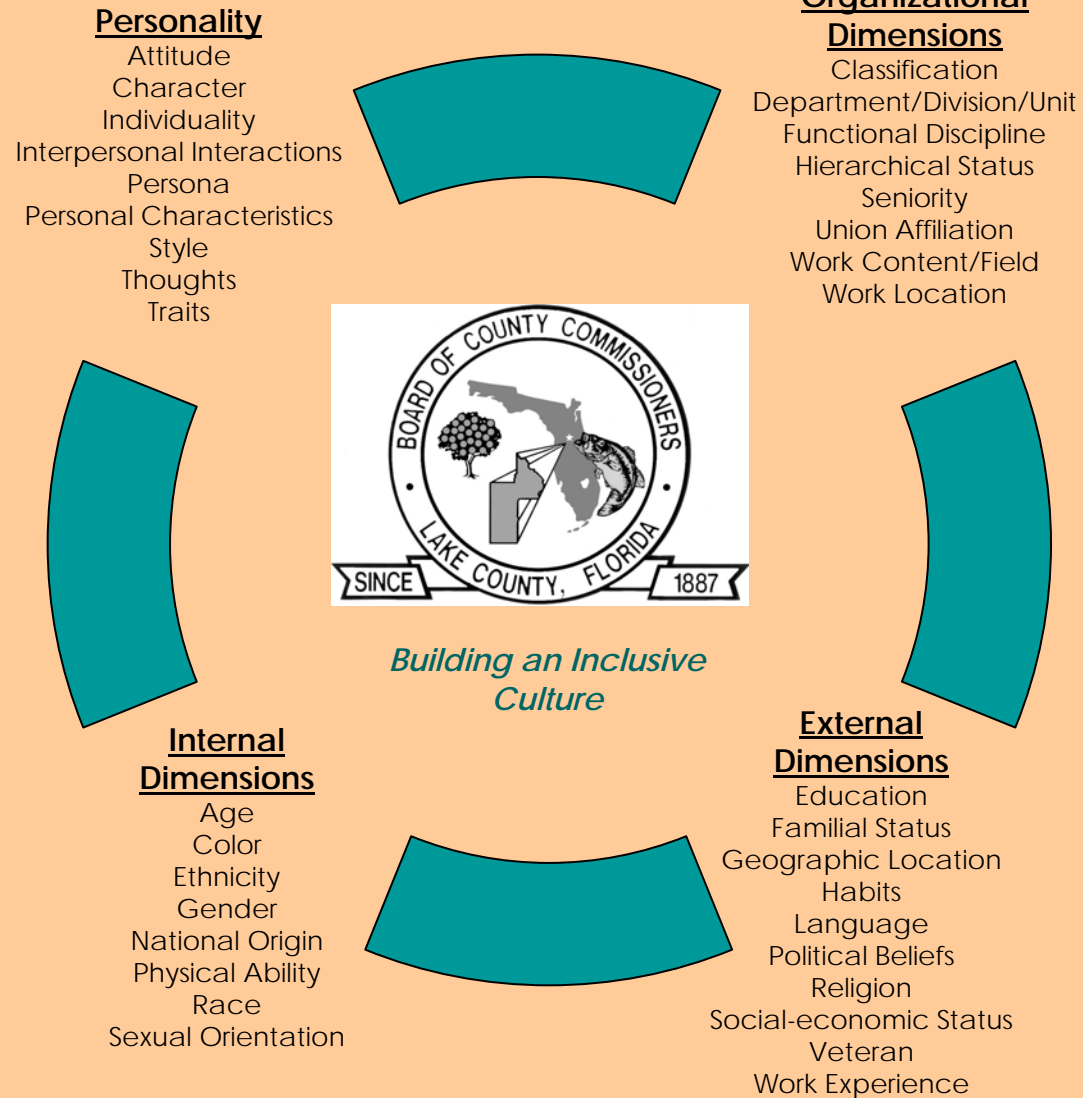 Personality
Attitude
Character
Individuality
Interpersonal Interactions
Persona
Personal Characteristics
Style
Thoughts
Traits
Organizational
Dimensions
Classification
Department/Division/Unit
Functional Discipline
Hierarchical Status
Seniority
Union Affiliation
Work Content/Field
Work Location
BOARD OF COUNTY COMMISSIONERS
LAKE COUNTY, FLORIDA
SINCE 1887
Building an Inclusive
Culture
Internal
Dimensions
Age
Color
Ethnicity
Gender
National Origin
Physical Ability
Race
Sexual Orientation
External
Dimensions
Education
Familial Status
Geographic Location
Habits
Language
Political Beliefs
Religion
Social-economic Status
Veteran
Work Experience